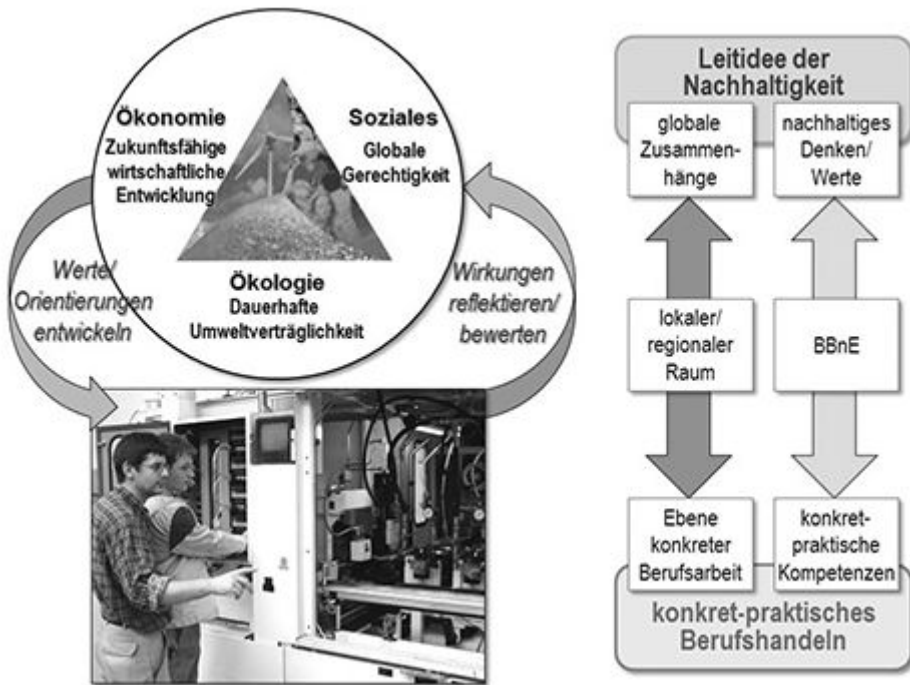 Ökonomie
Zukunftsfähige
wirtschaftliche
Entwicklung
Soziales
Globale
Gerechtigkeit
Ökologie
Dauerhafte
Umweltverträglichkeit
Werte/
Orientierungen
entwickeln
Wirkungen
reflektieren/
bewerten
Leitidee der
Nachhaltigkeit
globale
Zusammen-
hänge
nachhaltiges
Denken/
Werte
lokaler/
regionaler
Raum
BBnE
Ebene
konkreter
Berufsarbeit
konkret-
praktische
Kompetenzen
konkret-praktisches
Berufshandeln